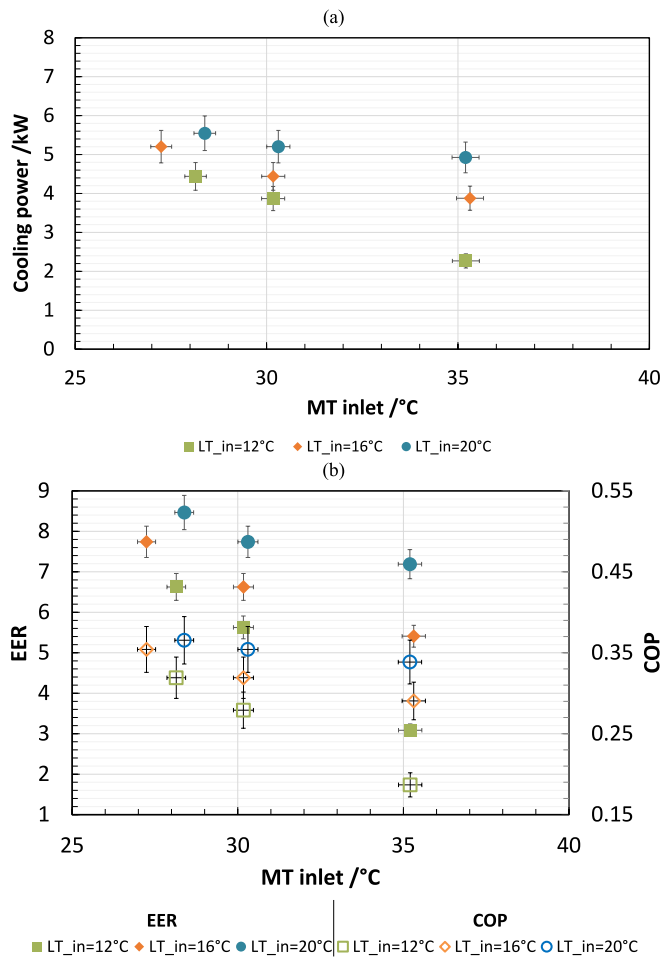 (a)
8
7
6
5
4
3
2
1
0
Cooling power /kW
25 30 35 40
MT inlet /°C
LT_in=12°C LT_in=16°C LT_in=20°C
(b)
9 0.55
8
7 0.45
6
5 0.35
4
3 0.25
2
1 0.15
EER
COP
25 30 35 40
MT inlet /°C
EER COP
LT_in=12°C LT_in=16°C LT_in=20°C LT_in=12°C LT_in=16°C LT_in=20°C